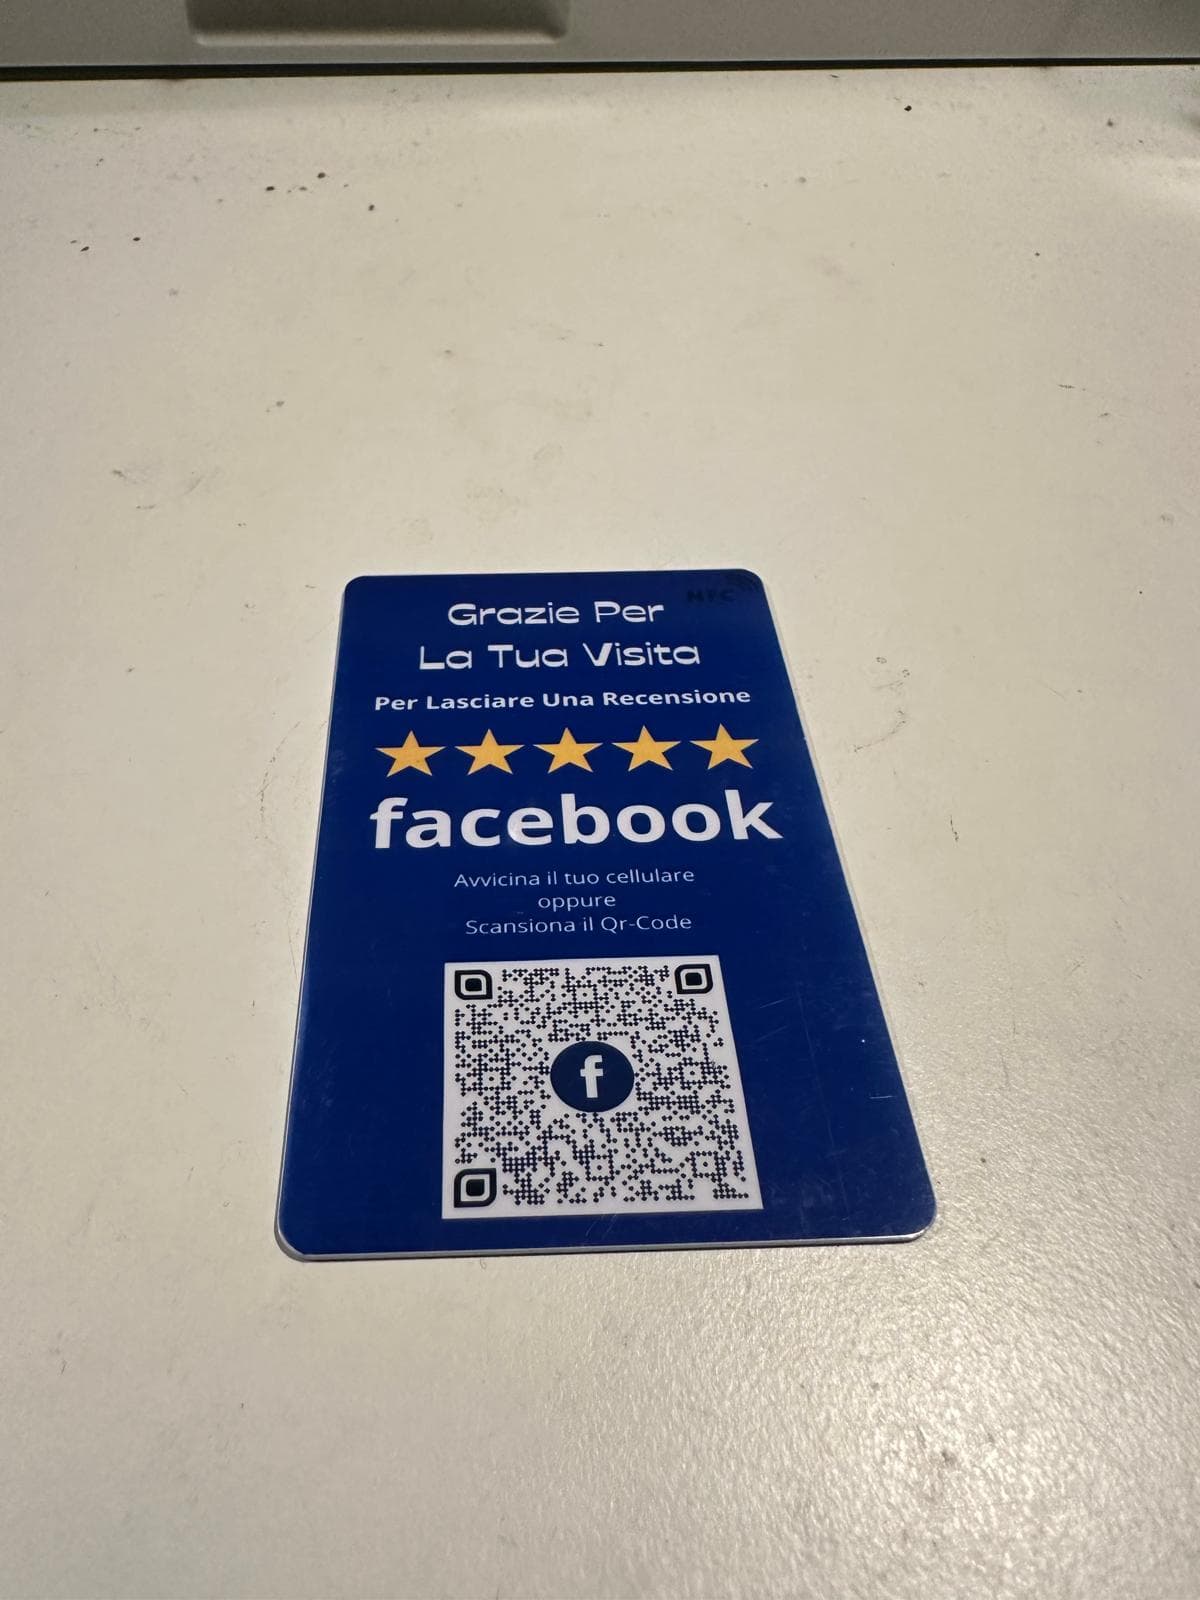 NFC
Grazie Per
La Tua Visita
Per Lasciare Una Recensione
facebook
Avvicina il tuo cellulare
oppure
Scansiona il Qr-Code
f